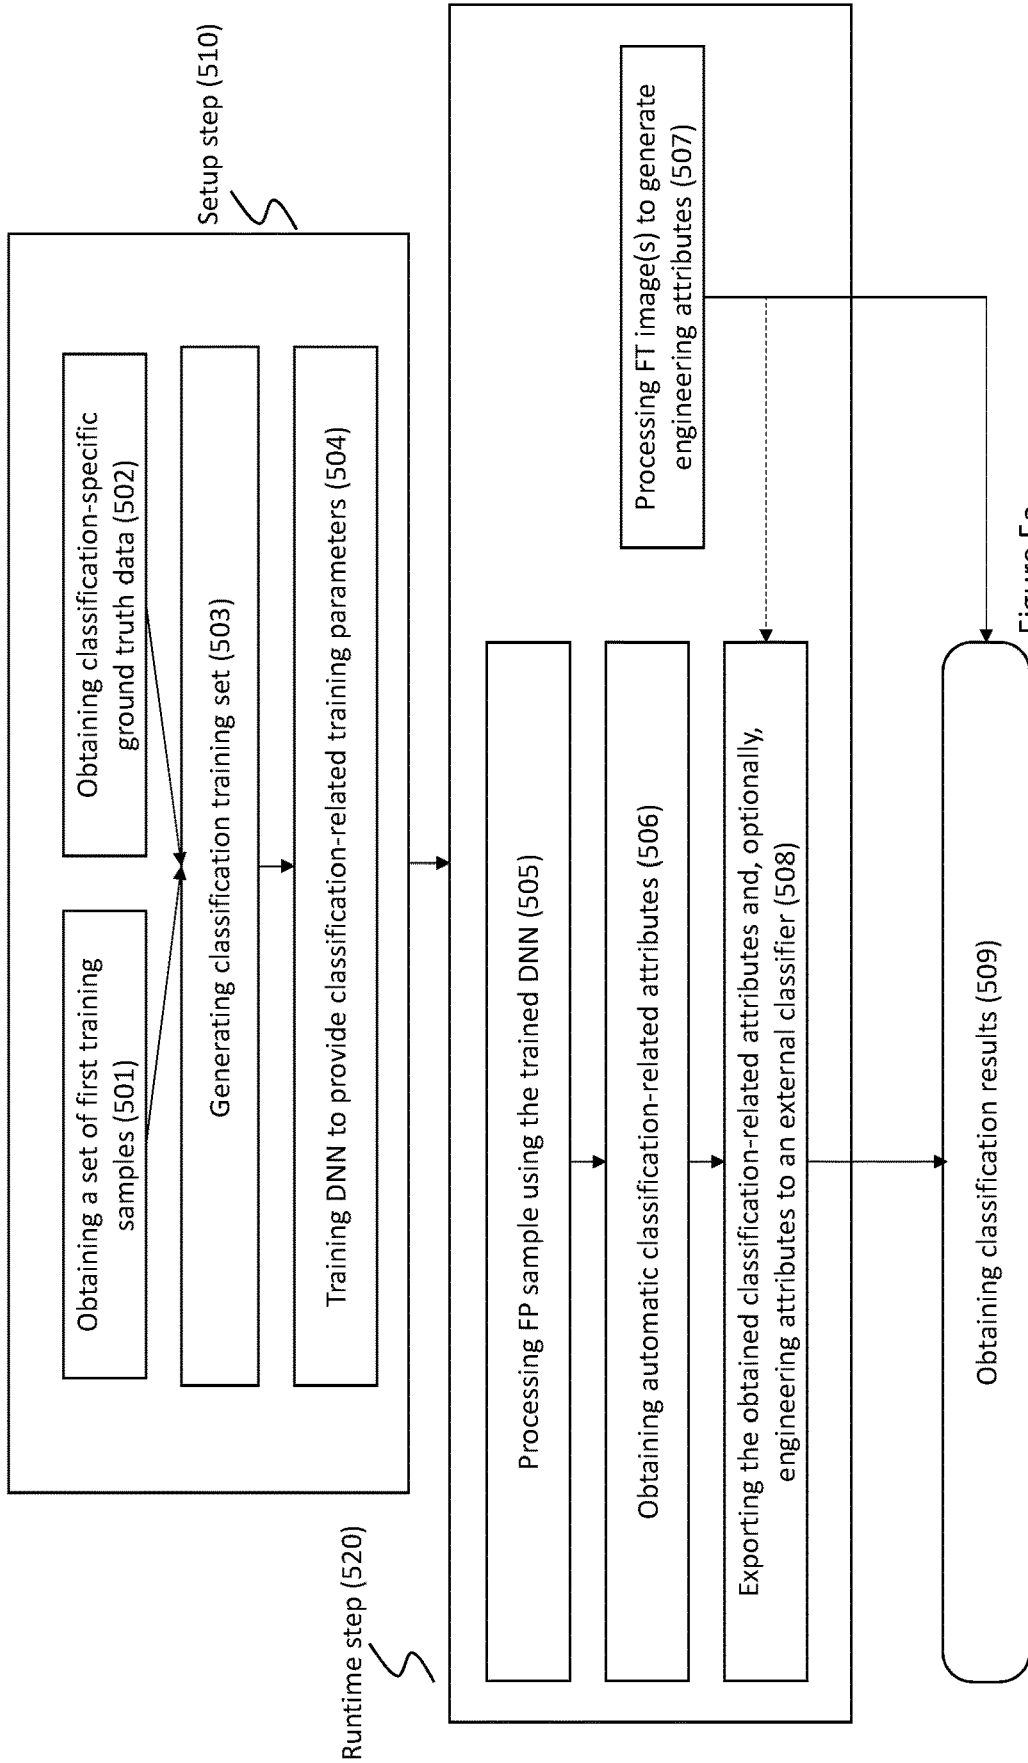 Setup step (510)
Obtaining a set of first training
samples (501)
Obtaining classification-specific
ground truth data (502)
Generating classification training set (503)
Training DNN to provide classification-related training parameters (504)
Runtime step (520)
Processing FP sample using the trained DNN (505)
Obtaining automatic classification-related attributes (506)
Processing FT image(s) to generate
engineering attributes (507)
Exporting the obtained classification-related attributes and, optionally,
engineering attributes to an external classifier (508)
Obtaining classification results (509)
Figure